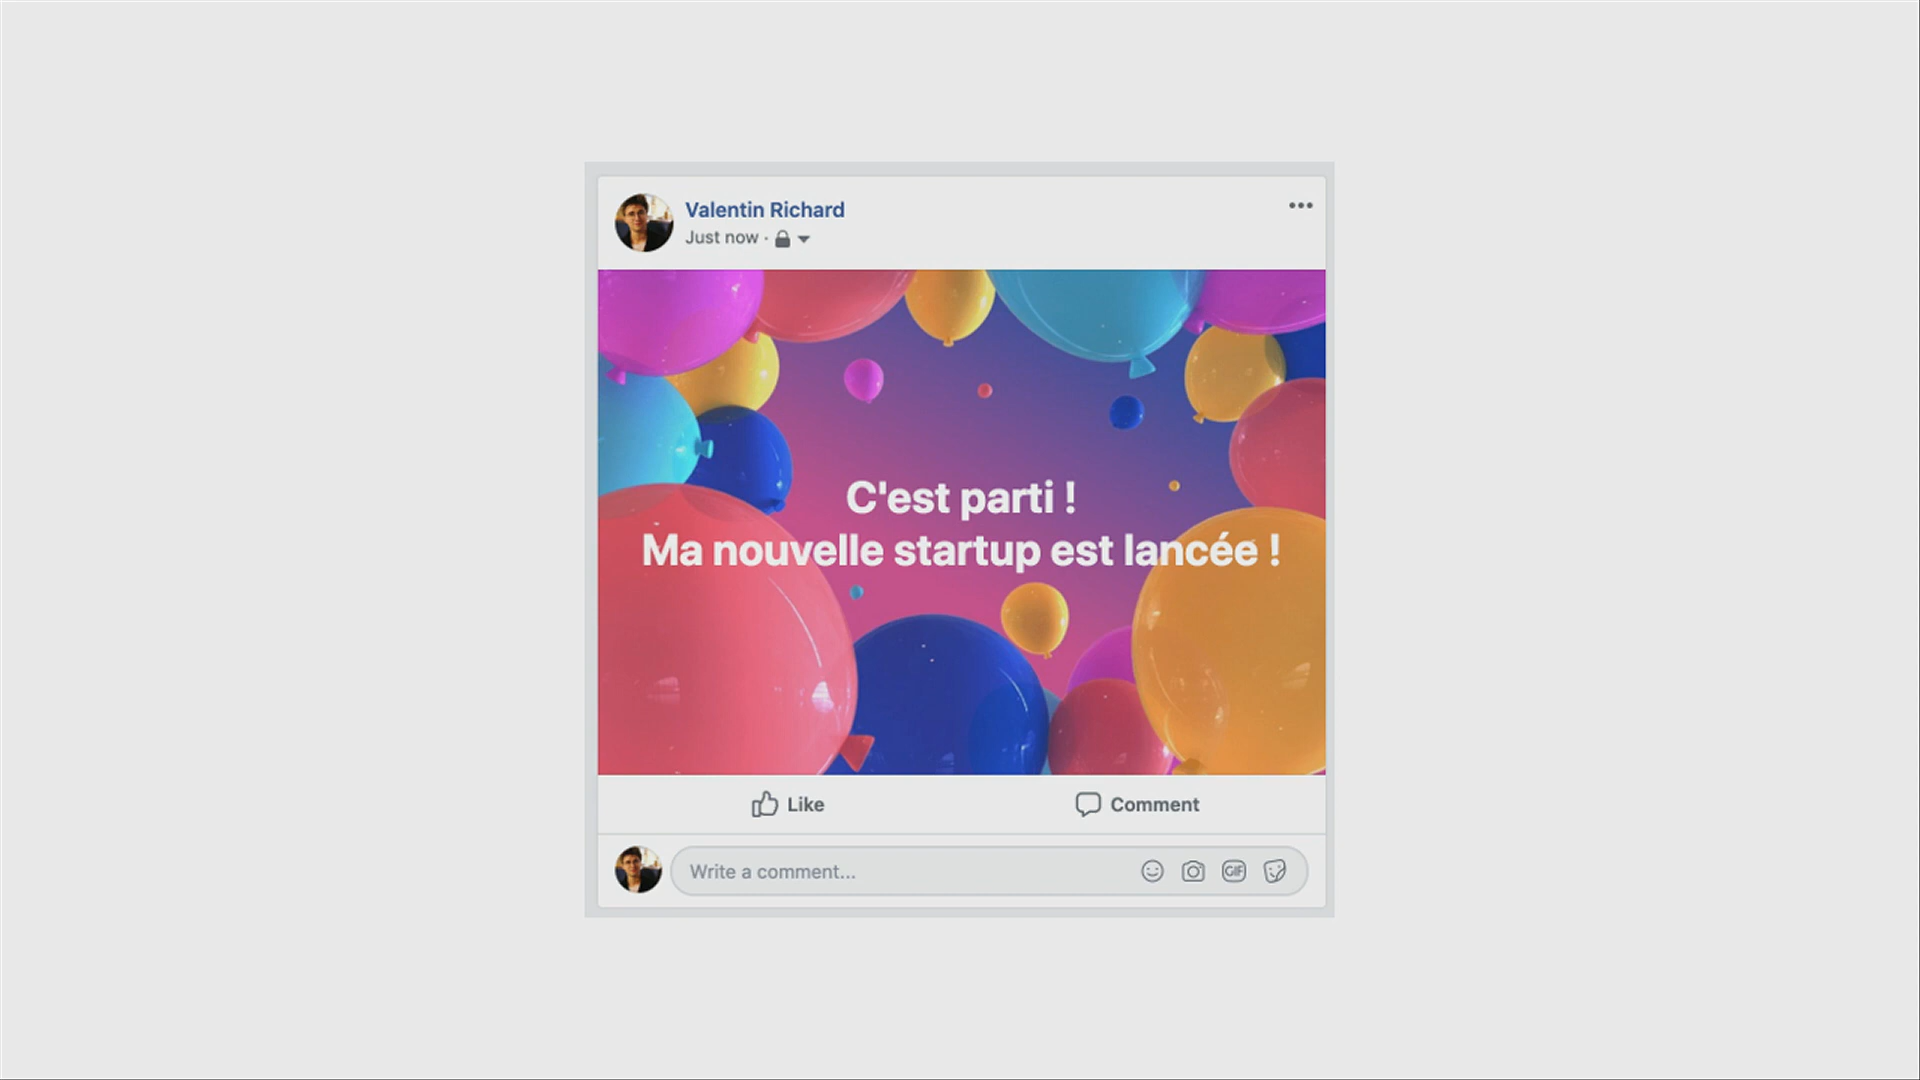 Valentin Richard
Just now ·
C'est parti !
Ma nouvelle startup est lancée !
Like
Comment
Write a comment...
GIF